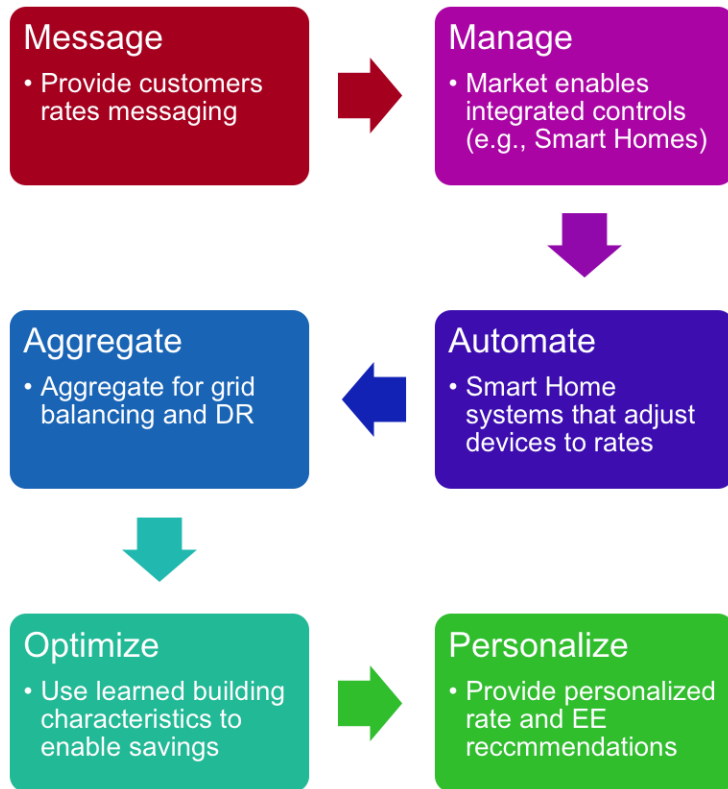 Message
• Provide customers
rates messaging
Manage
• Market enables
integrated controls
(e.g., Smart Homes)
Automate
• Smart Home
systems that adjust
devices to rates
Aggregate
• Aggregate for grid
balancing and DR
Optimize
• Use learned building
characteristics to
enable savings
Personalize
• Provide personalized
rate and EE
reccmmendations